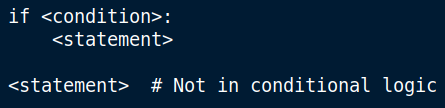 if <condition>:
    <statement>

<statement>  # Not in conditional logic